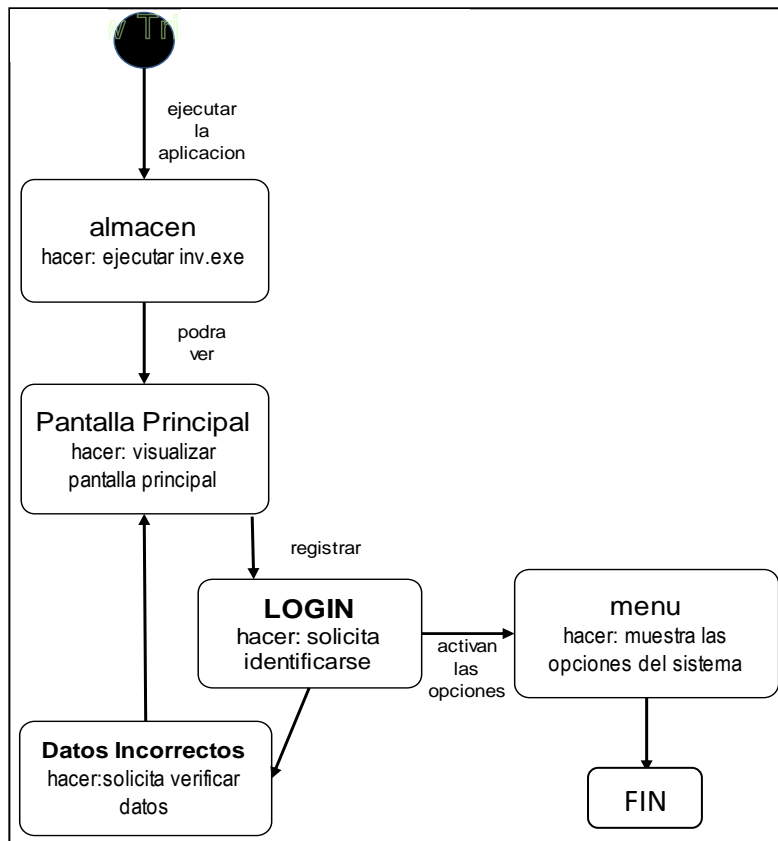 ejecutar
la
aplicacion
almacen
hacer: ejecutar inv.exe
podra
ver
Pantalla Principal
hacer: visualizar
pantalla principal
registrar
LOGIN
hacer: solicita
identificarse
activan
las
opciones
menu
hacer: muestra las
opciones del sistema
Datos Incorrectos
hacer:solicita verificar
datos
FIN